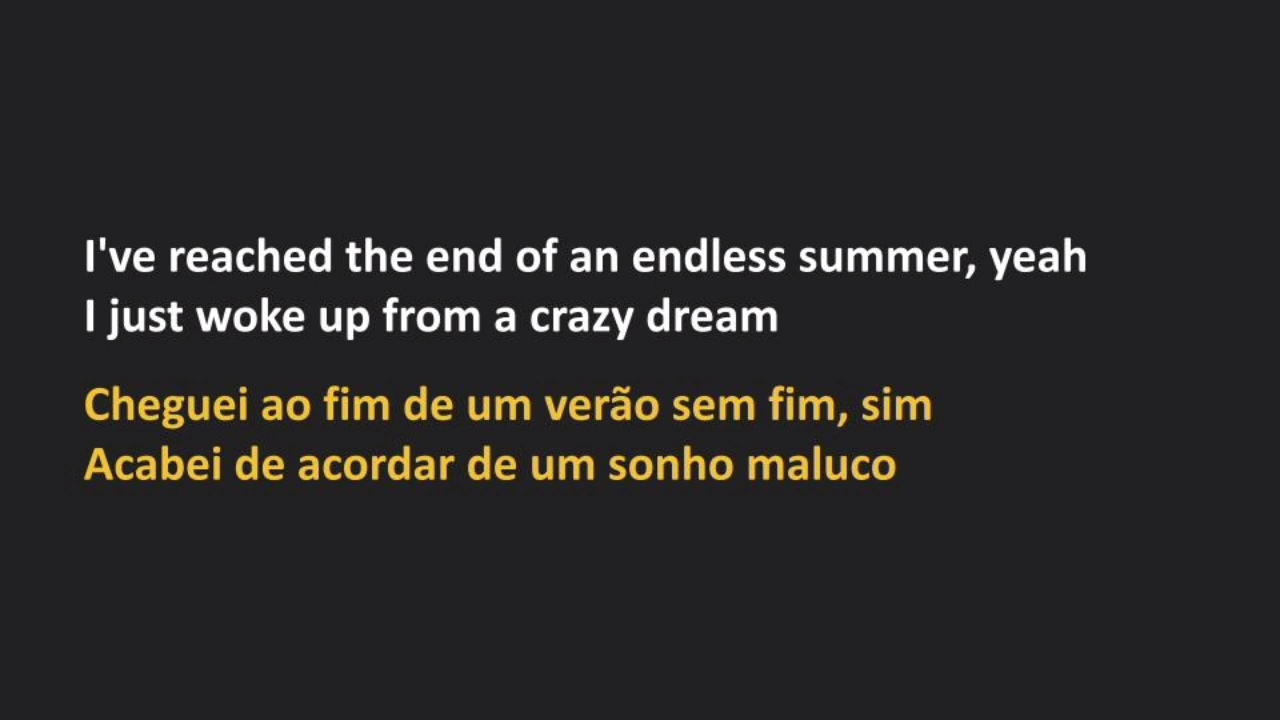 I've reached the end of an endless summer, yeah
I just woke up from a crazy dream
Cheguei ao fim de um verão sem fim, sim
Acabei de acordar de um sonho maluco